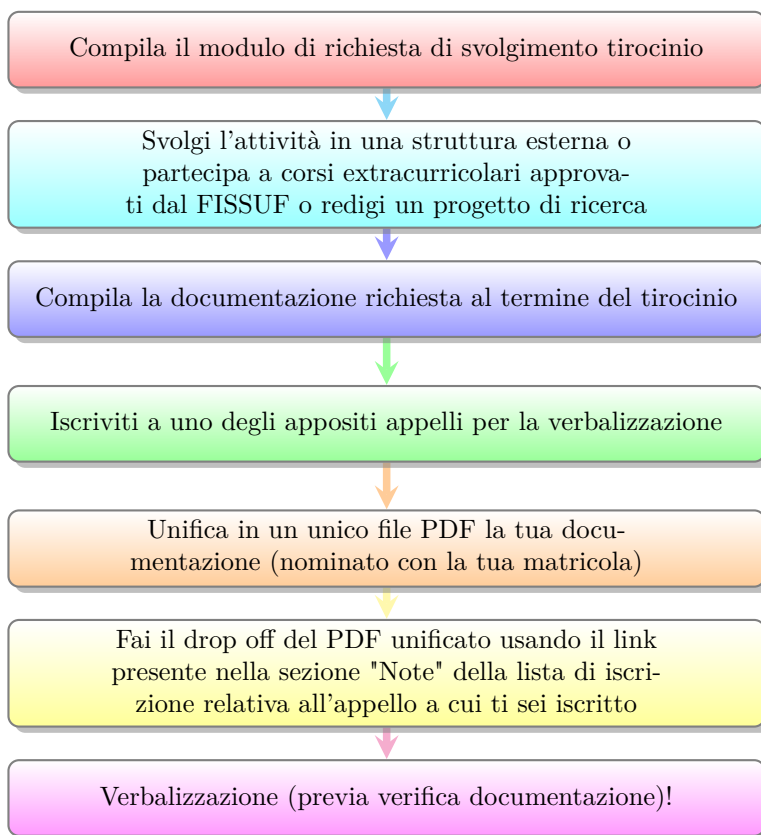 Compila il modulo di richiesta di svolgimento tirocinio
Svolgi l'attività in una struttura esterna o
partecipa a corsi extracurricolari approva-
ti dal FISSUF o redigi un progetto di ricerca
Compila la documentazione richiesta al termine del tirocinio
Iscriviti a uno degli appositi appelli per la verbalizzazione
Unifica in un unico file PDF la tua docu-
mentazione (nominato con la tua matricola)
Fai il drop off del PDF unificato usando il link
presente nella sezione "Note" della lista di iscri-
zione relativa all'appello a cui ti sei iscritto
Verbalizzazione (previa verifica documentazione)!